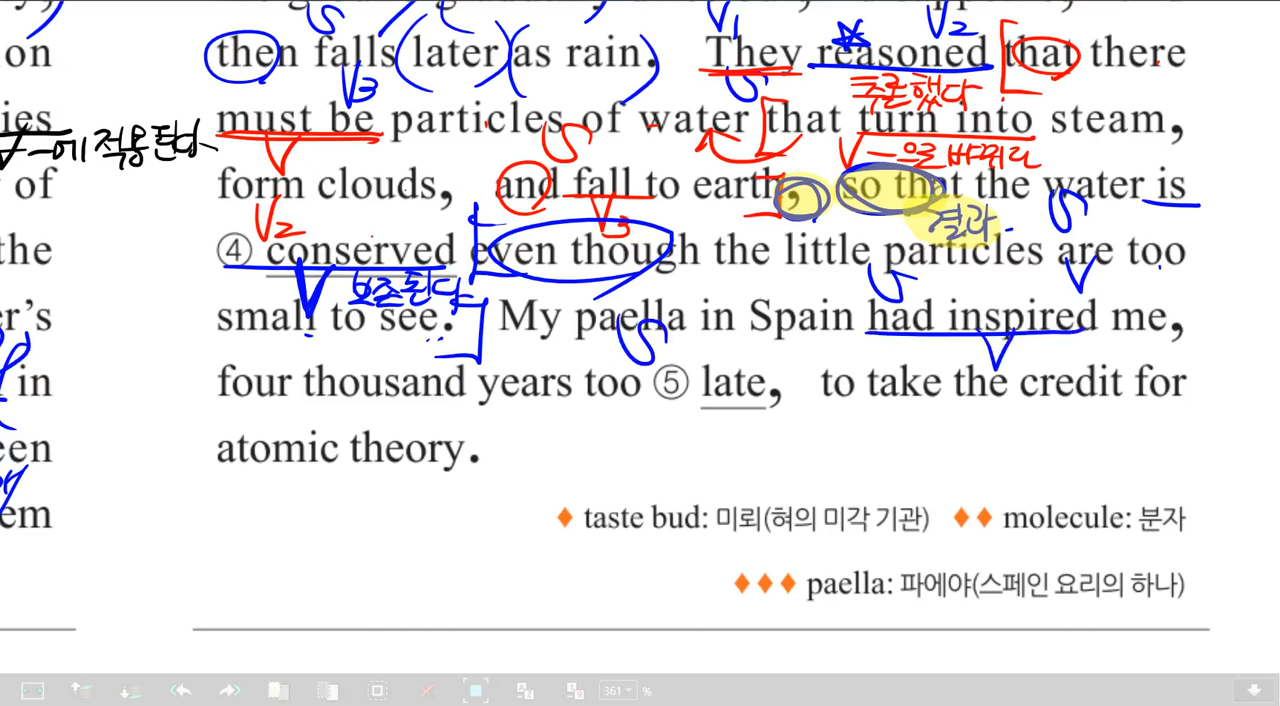 on
then falls later as rain. They reasoned that there
추론했다
ies must be particles of water that turn into steam,
-에 적용된다
-으로 바뀌다
of form clouds, and fall to earth, so that the water is
결과
the ④ conserved even though the little particles are too
보존된다
er's small to see. My paella in Spain had inspired me,
in four thousand years too ⑤ late, to take the credit for
een atomic theory.
em
♦ taste bud: 미뢰(혀의 미각 기관) ♦♦ molecule: 분자
♦♦♦ paella: 파에야(스페인 요리의 하나)
361 %